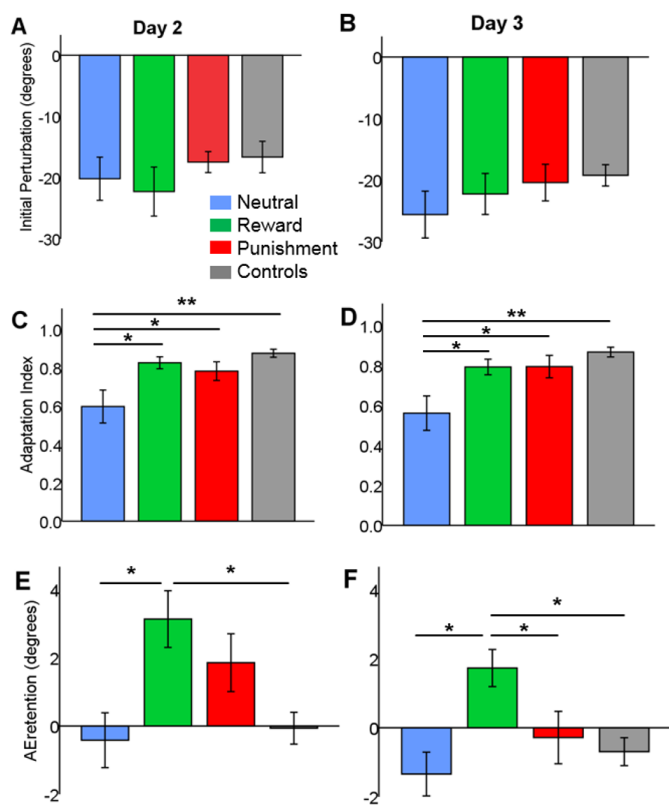 A
Day 2
B
Day 3
Initial Perturbation (degrees)
0
-10
-20
-30
0
-10
-20
-30
Neutral
Reward
Punishment
Controls
C
**
*
*
D
**
*
*
Adaptation Index
1.0
0.8
0.6
0.4
0.2
0.0
1.0
0.8
0.6
0.4
0.2
0.0
E
*
*
F
*
*
*
AEretention (degrees)
4
2
0
-2
4
2
0
-2